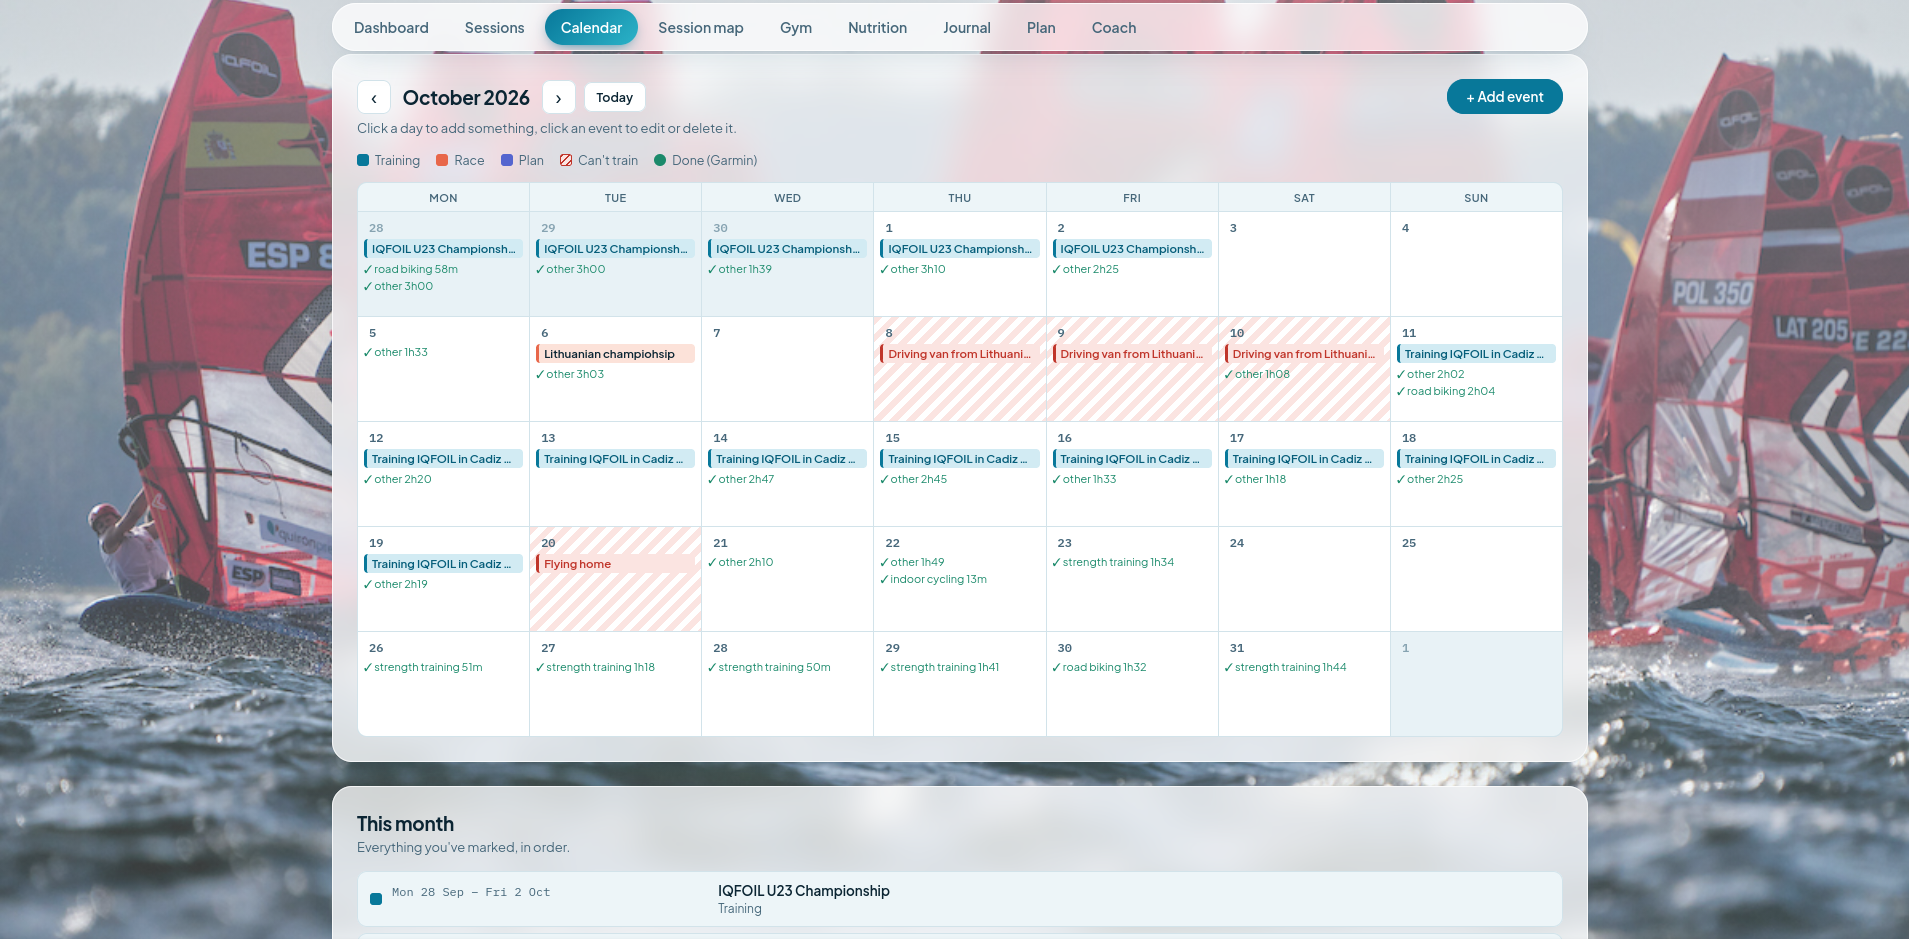 Dashboard Sessions Calendar Session map Gym Nutrition Journal Plan Coach
‹ October 2026 › Today + Add event
Click a day to add something, click an event to edit or delete it.
Training Race Plan Can't train Done (Garmin)
MON TUE WED THU FRI SAT SUN
28 29 30 1 2 3 4
IQFOIL U23 Championsh... IQFOIL U23 Championsh... IQFOIL U23 Championsh... IQFOIL U23 Championsh... IQFOIL U23 Championsh...
✓ road biking 58m ✓ other 3h00 ✓ other 1h39 ✓ other 3h10 ✓ other 2h25
✓ other 3h00
5 6 7 8 9 10 11
✓ other 1h33 Lithuanian champiohsip Driving van from Lithuani... Driving van from Lithuani... Driving van from Lithuani... Training IQFOIL in Cadiz ...
✓ other 3h03 ✓ other 1h08 ✓ other 2h02
✓ road biking 2h04
12 13 14 15 16 17 18
Training IQFOIL in Cadiz ... Training IQFOIL in Cadiz ... Training IQFOIL in Cadiz ... Training IQFOIL in Cadiz ... Training IQFOIL in Cadiz ... Training IQFOIL in Cadiz ... Training IQFOIL in Cadiz ...
✓ other 2h20 ✓ other 2h47 ✓ other 2h45 ✓ other 1h33 ✓ other 1h18 ✓ other 2h25
19 20 21 22 23 24 25
Training IQFOIL in Cadiz ... Flying home ✓ other 2h10 ✓ other 1h49 ✓ strength training 1h34
✓ other 2h19 ✓ indoor cycling 13m
26 27 28 29 30 31 1
✓ strength training 51m ✓ strength training 1h18 ✓ strength training 50m ✓ strength training 1h41 ✓ road biking 1h32 ✓ strength training 1h44
This month
Everything you've marked, in order.
Mon 28 Sep – Fri 2 Oct IQFOIL U23 Championship
Training
IQFOIL
ESP 8
ESP
POL 350
LAT 205
E 22